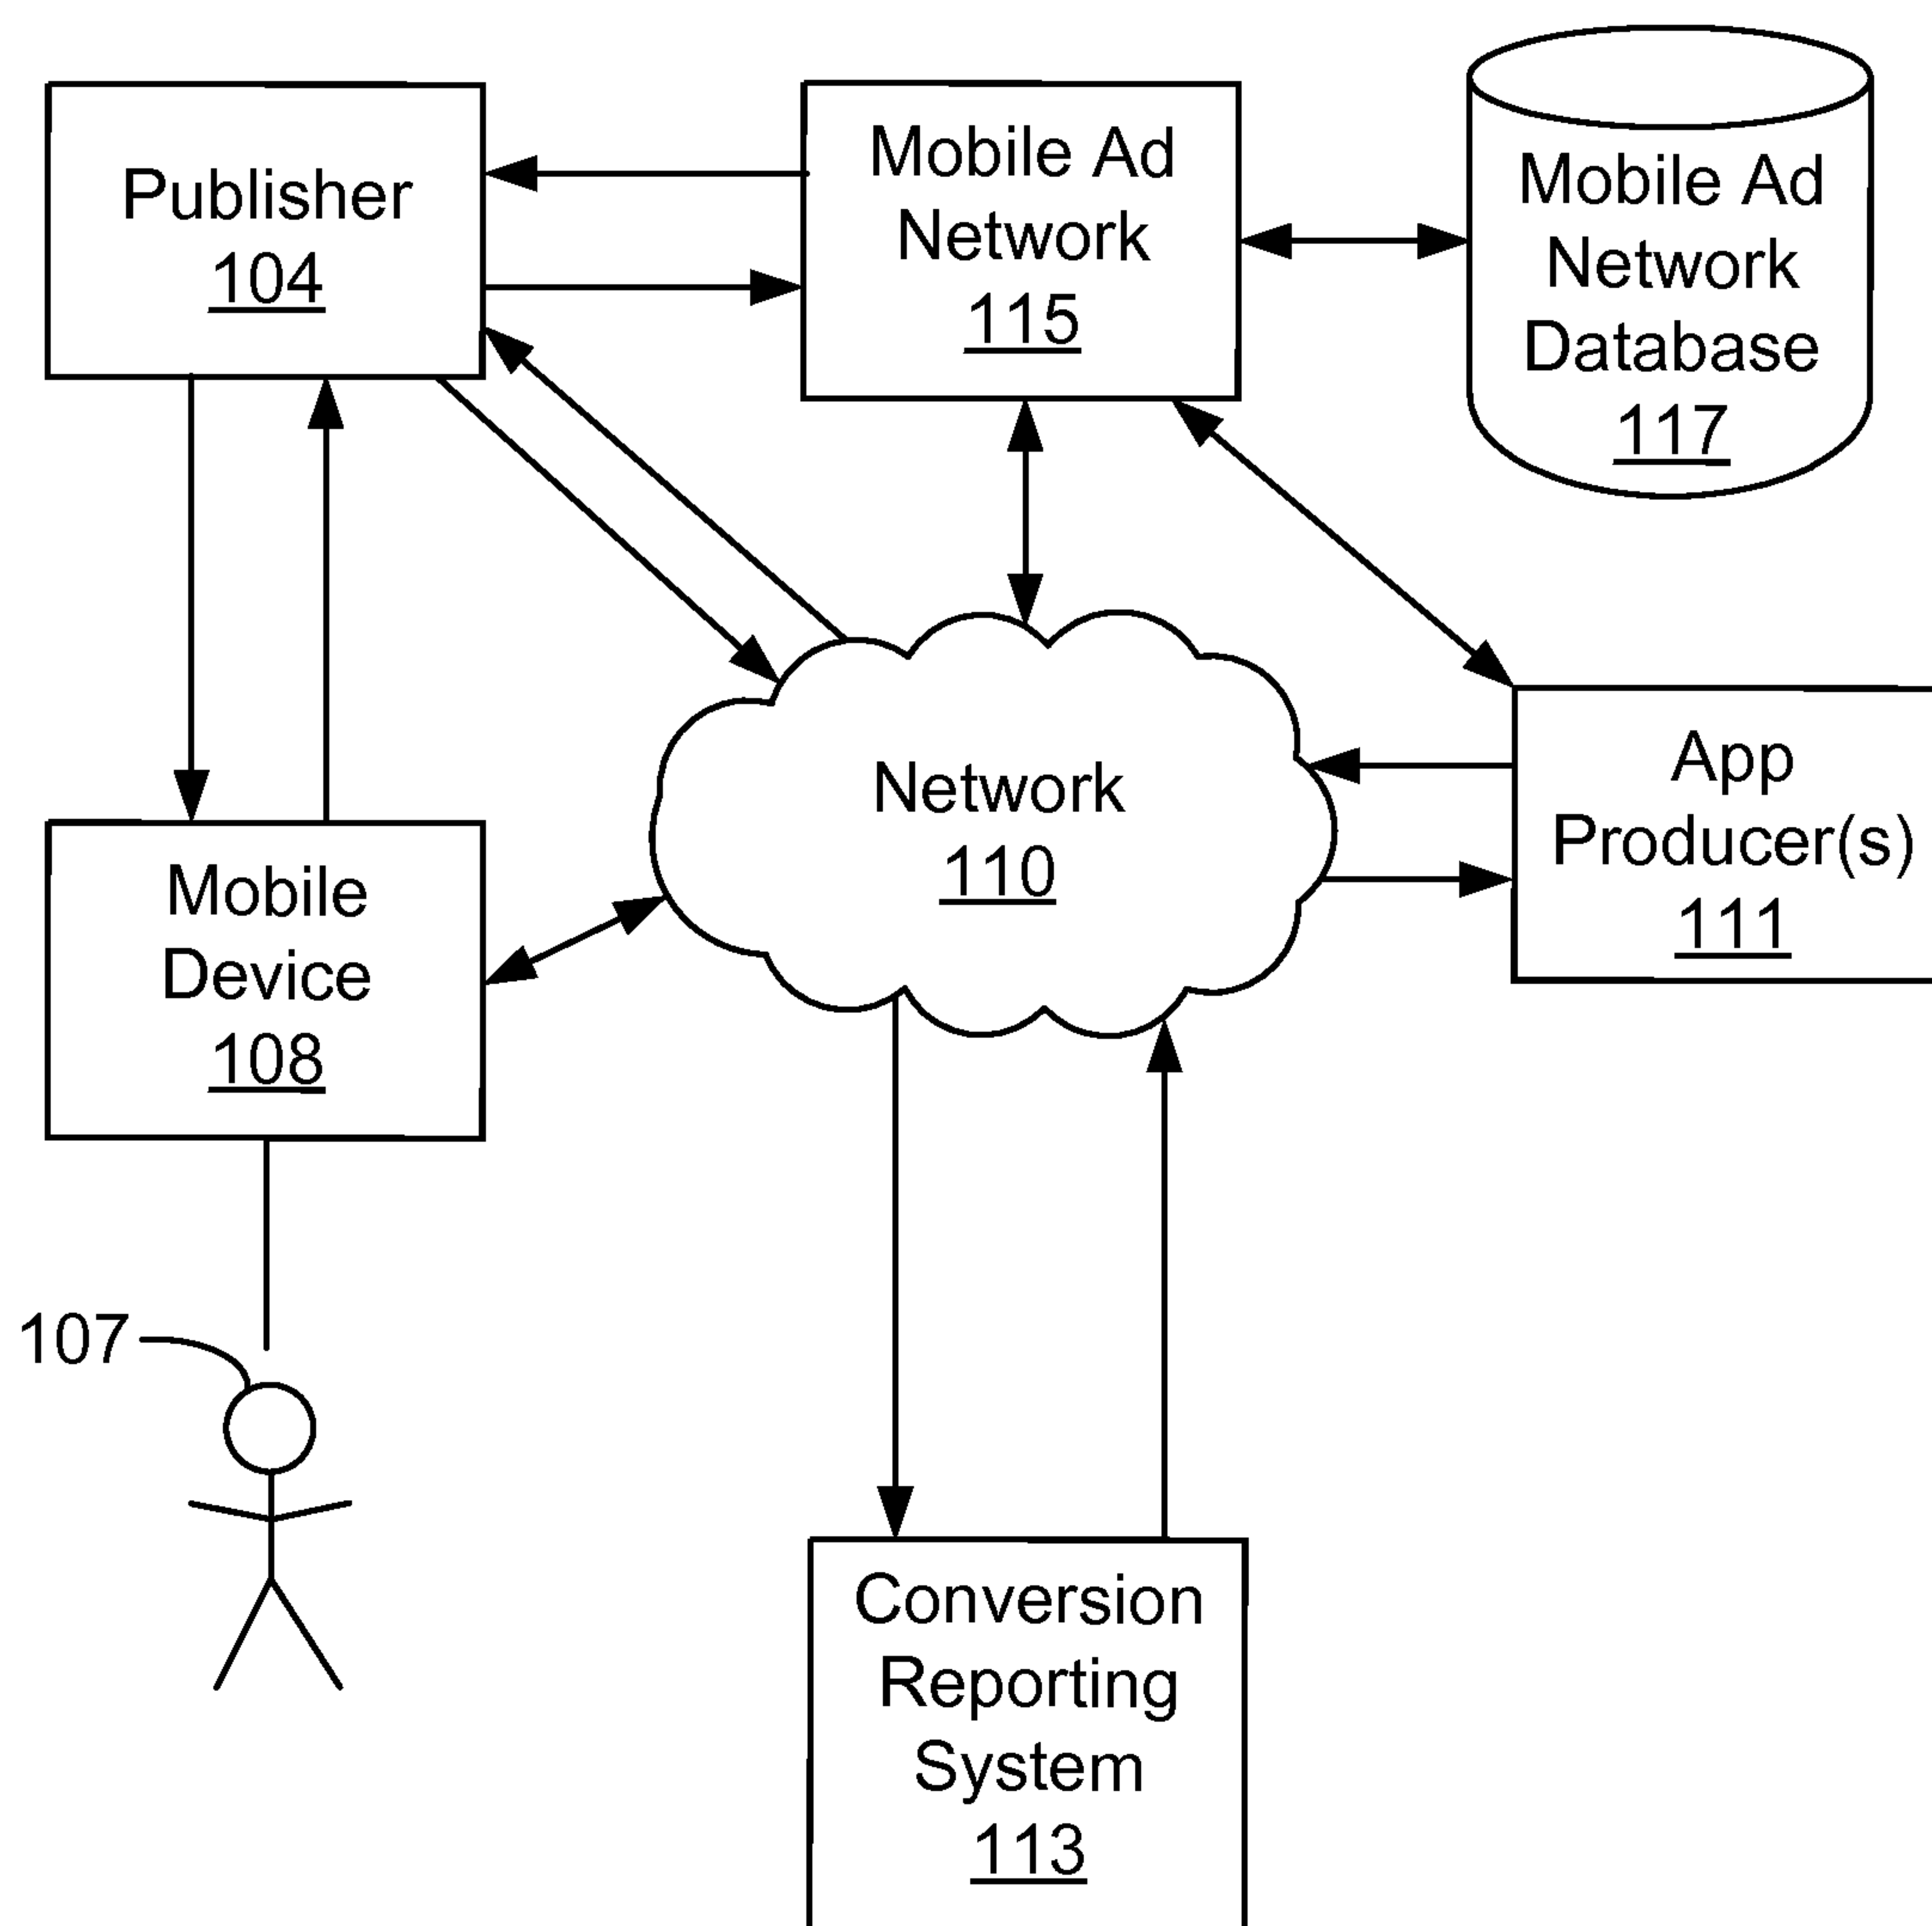 Publisher
104
Mobile Ad
Network
115
Mobile Ad
Network
Database
117
Network
110
App
Producer(s)
111
Mobile
Device
108
107
Conversion
Reporting
System
113